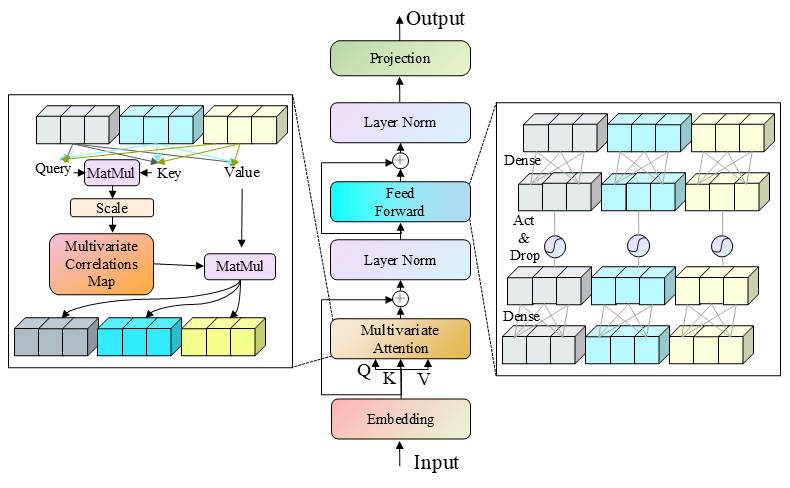 Output
Projection
Layer Norm
Feed
Forward
Layer Norm
Multivariate
Attention
Q
K
V
Embedding
Input
Query
MatMul
Key
Value
Scale
Multivariate
Correlations
Map
MatMul
Dense
Act
&
Drop
Dense